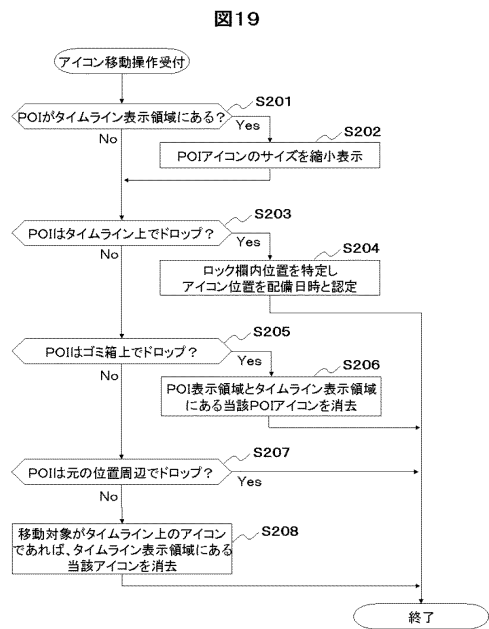 図19
アイコン移動操作受付
POIがタイムライン表示領域にある？
S201
Yes
No
S202
POIアイコンのサイズを縮小表示
POIはタイムライン上でドロップ？
S203
Yes
No
S204
ロック欄内位置を特定し
アイコン位置を配備日時と認定
POIはゴミ箱上でドロップ？
S205
Yes
No
S206
POI表示領域とタイムライン表示領域
にある当該POIアイコンを消去
POIは元の位置周辺でドロップ？
S207
Yes
No
移動対象がタイムライン上のアイコン
であれば、タイムライン表示領域にある
当該アイコンを消去
S208
終了